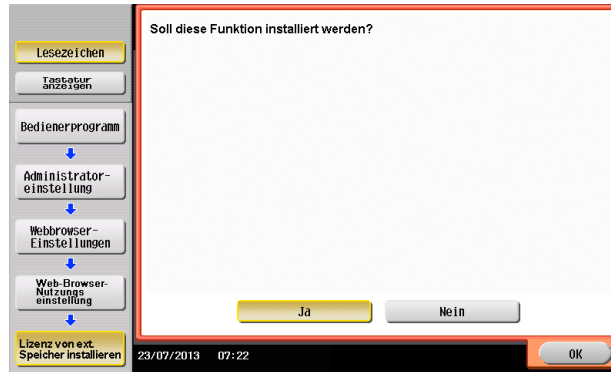 Soll diese Funktion installiert werden?
Lesezeichen
Tastatur
anzeigen
Bedienerprogramm
Administrator-
einstellung
Webbrowser-
Einstellungen
Web-Browser-
Nutzungs
einstellung
Lizenz von ext.
Speicher installieren
Ja
Nein
23/07/2013 07:22
OK